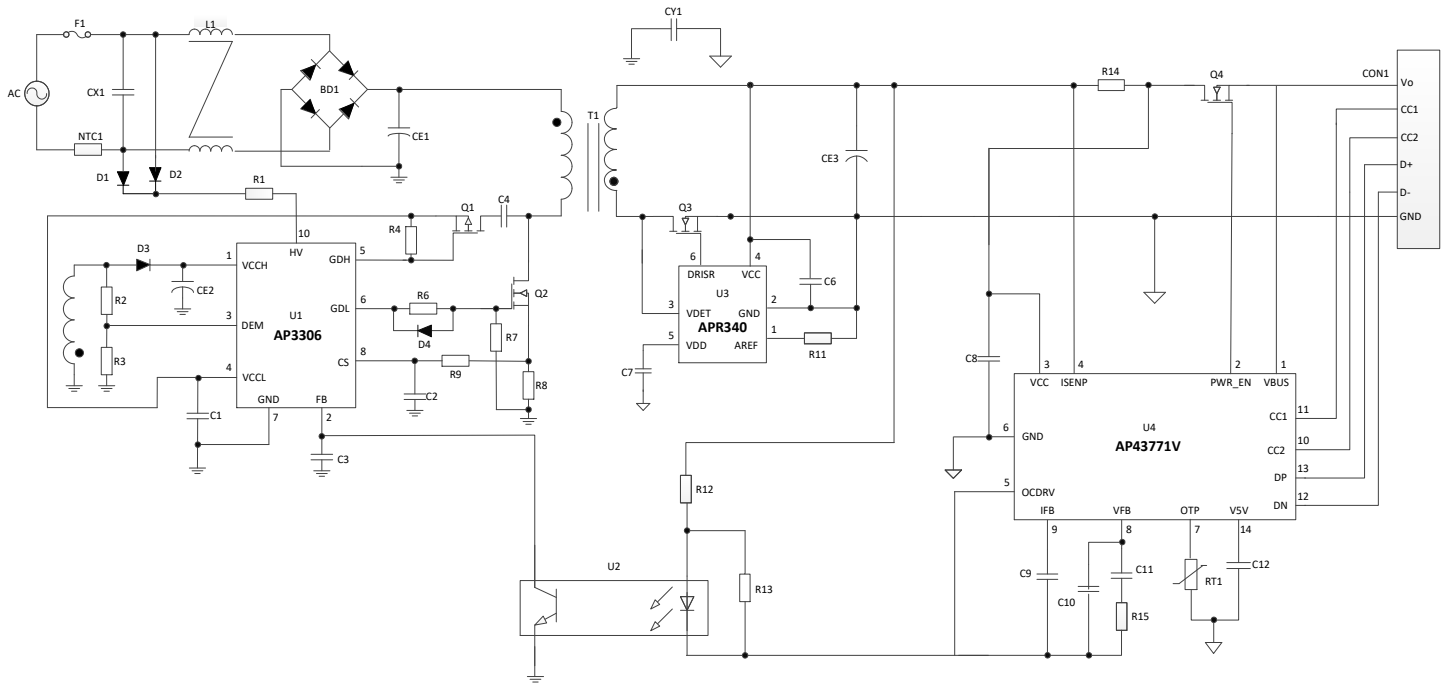 F1
L1
CY1
AC
CX1
BD1
CE1
NTC1
D1
D2
R1
T1
CE3
R14
Q4
CON1
Vo
CC1
CC2
D+
D-
GND
Q1
C4
R4
Q3
10
HV
5
GDH
D3
1
VCCH
CE2
R2
3
DEM
R3
4
VCCL
U1
AP3306
6
GDL
R6
D4
Q2
R7
8
CS
R9
R8
C2
C1
GND
7
FB
2
C3
6
DRISR
4
VCC
U3
APR340
3
VDET
5
VDD
2
GND
1
AREF
C6
R11
C7
C8
3
VCC
4
ISENP
2
PWR_EN
1
VBUS
U4
AP43771V
6
GND
5
OCDRV
11
CC1
10
CC2
13
DP
12
DN
IFB
9
VFB
8
OTP
7
V5V
14
C9
C10
C11
R15
RT1
C12
R12
R13
U2